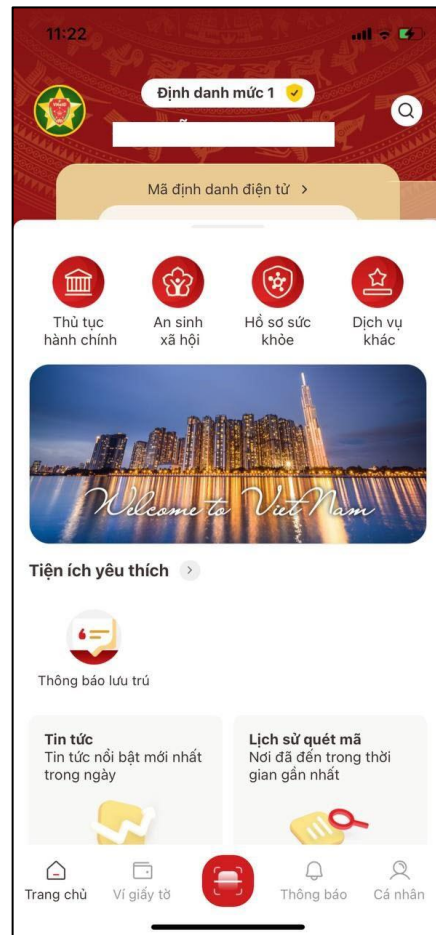 11:22
Định danh mức 1
Mã định danh điện tử >
Thủ tục
hành chính
An sinh
xã hội
Hồ sơ sức
khỏe
Dịch vụ
khác
Welcome to Việt Nam
Tiện ích yêu thích >
Thông báo lưu trú
Tin tức
Tin tức nổi bật mới nhất
trong ngày
Lịch sử quét mã
Nơi đã đến trong thời
gian gần nhất
Trang chủ
Ví giấy tờ
Thông báo
Cá nhân